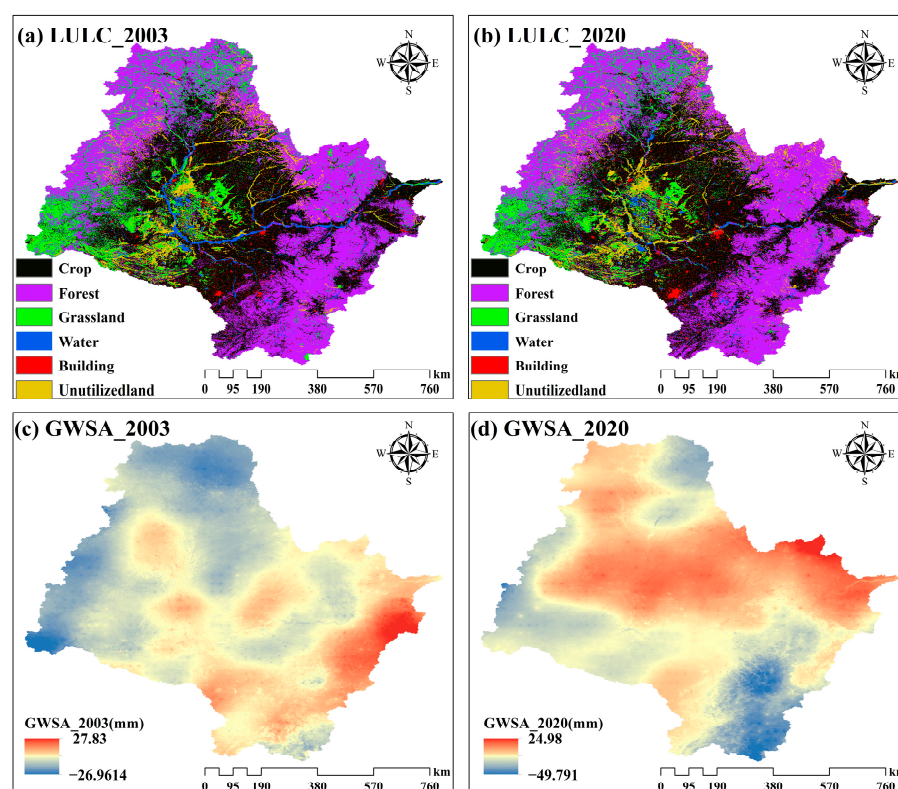 (a) LULC_2003
N
W E
S
Crop
Forest
Grassland
Water
Building
Unutilizedland
km
0 95 190 380 570 760
(b) LULC_2020
N
W E
S
Crop
Forest
Grassland
Water
Building
Unutilizedland
km
0 95 190 380 570 760
(c) GWSA_2003
N
W E
S
GWSA_2003(mm)
27.83
−26.9614
km
0 95 190 380 570 760
(d) GWSA_2020
N
W E
S
GWSA_2020(mm)
24.98
−49.791
km
0 95 190 380 570 760